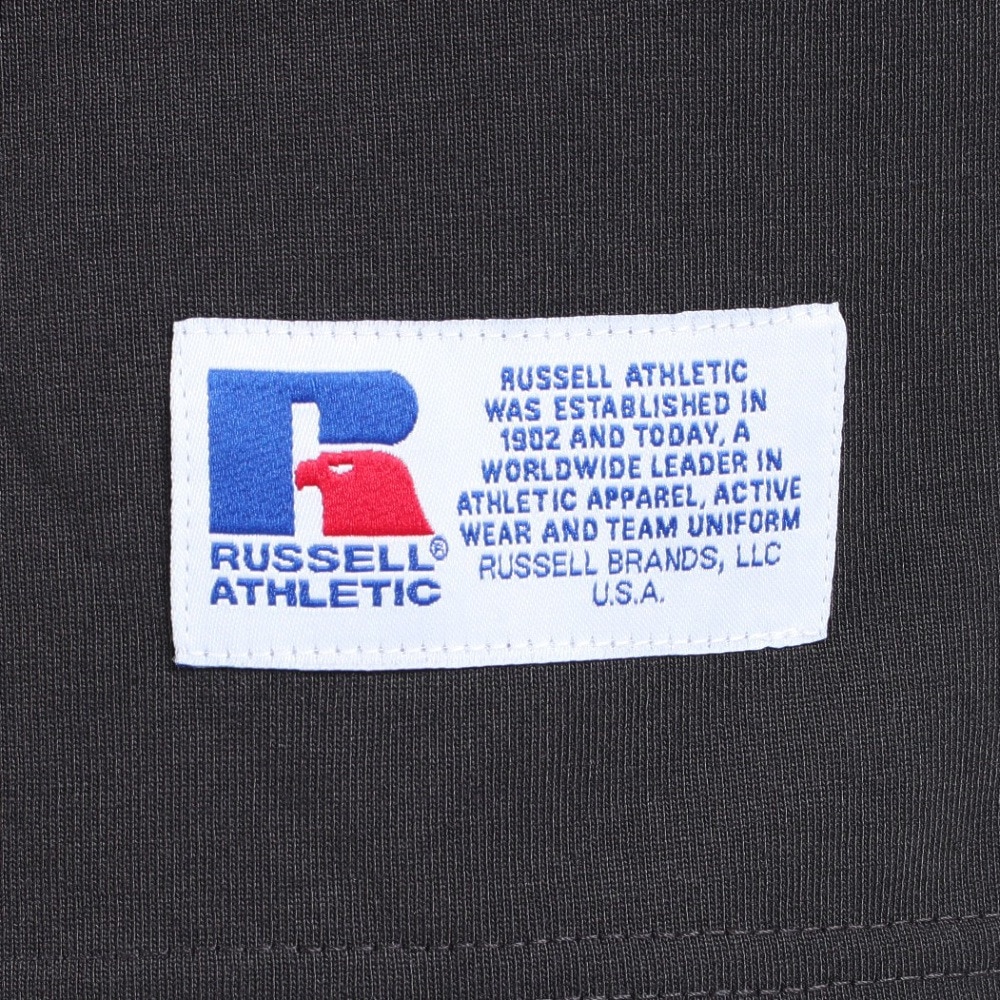 R
RUSSELL®
ATHLETIC
RUSSELL ATHLETIC
WAS ESTABLISHED IN
1902 AND TODAY, A
WORLDWIDE LEADER IN
ATHLETIC APPAREL, ACTIVE
WEAR AND TEAM UNIFORM
RUSSELL BRANDS, LLC
U.S.A.